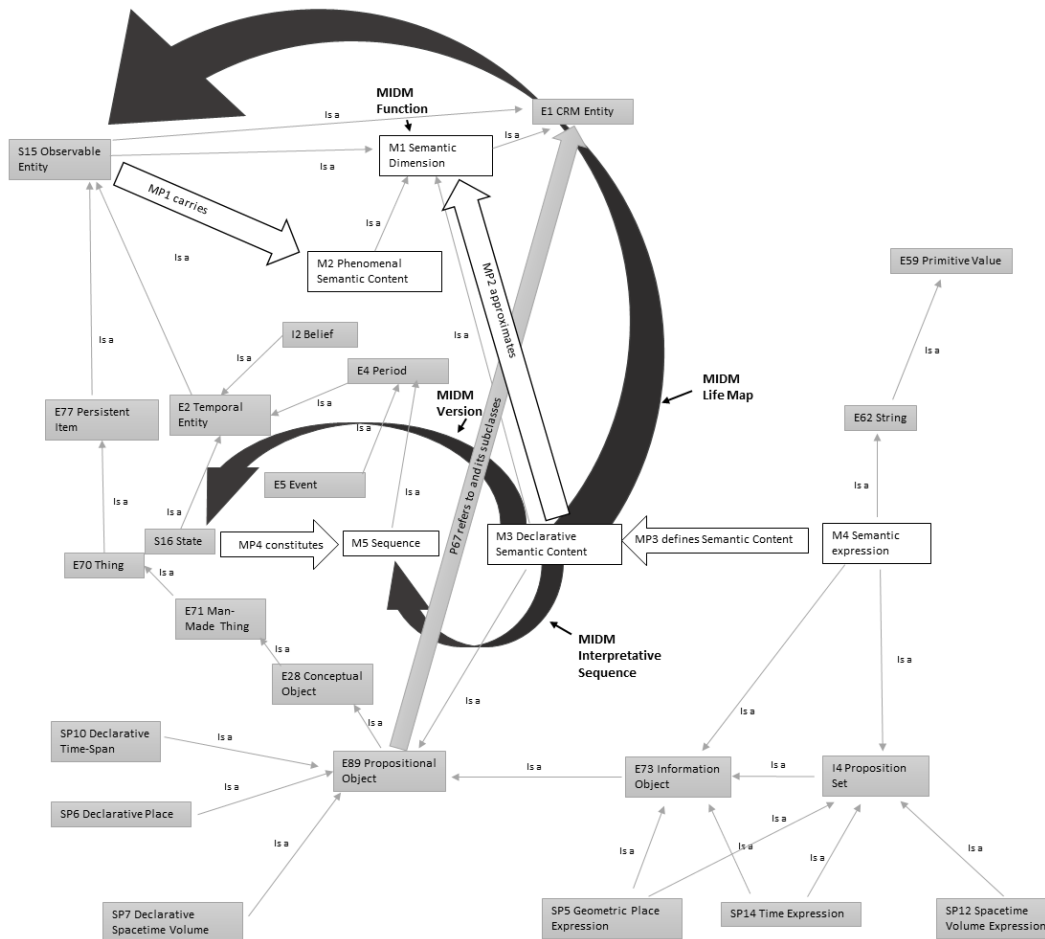 MIDM
Function
E1 CRM Entity
Is a
Is a
S15 Observable
Entity
M1 Semantic
Dimension
Is a
MP1 carries
Is a
M2 Phenomenal
Semantic Content
Is a
E59 Primitive Value
MP2 approximates
I2 Belief
Is a
Is a
Is a
E4 Period
Is a
Is a
Is a
MIDM
Version
MIDM
Life Map
E77 Persistent
Item
E2 Temporal
Entity
E62 String
Is a
P67 refers to and its subclasses
E5 Event
Is a
Is a
Is a
Is a
S16 State
MP4 constitutes
M5 Sequence
M3 Declarative
Semantic Content
MP3 defines Semantic Content
M4 Semantic
expression
E70 Thing
Is a
E71 Man-
Made Thing
Is a
MIDM
Interpretative
Sequence
Is a
E28 Conceptual
Object
Is a
Is a
Is a
SP10 Declarative
Time-Span
Is a
E89 Propositional
Object
Is a
E73 Information
Object
Is a
I4 Proposition
Set
SP6 Declarative Place
Is a
Is a
Is a
Is a
Is a
Is a
Is a
SP7 Declarative
Spacetime Volume
SP5 Geometric Place
Expression
SP14 Time Expression
SP12 Spacetime
Volume Expression